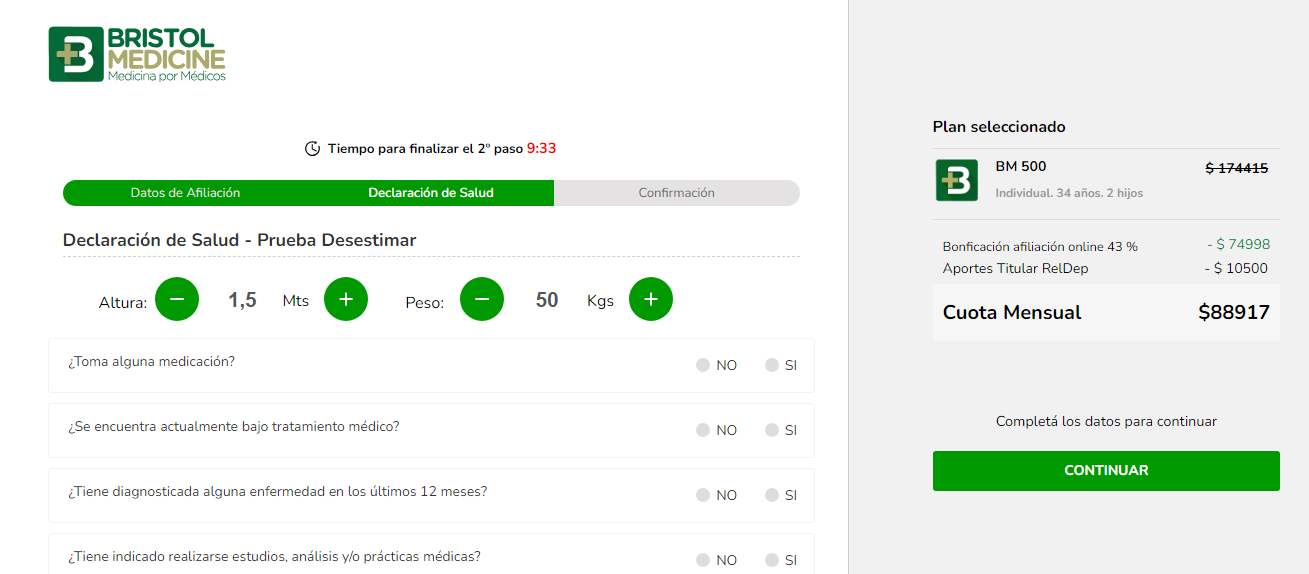 BRISTOL
MEDICINE
Medicina por Médicos
Tiempo para finalizar el 2º paso 9:33
Datos de Afiliación
Declaración de Salud
Confirmación
Declaración de Salud - Prueba Desestimar
Altura: − 1,5 Mts + Peso: − 50 Kgs +
¿Toma alguna medicación? NO SI
¿Se encuentra actualmente bajo tratamiento médico? NO SI
¿Tiene diagnosticada alguna enfermedad en los últimos 12 meses? NO SI
¿Tiene indicado realizarse estudios, análisis y/o prácticas médicas? NO SI
Plan seleccionado
BM 500 $ 174415
Individual. 34 años. 2 hijos
Bonficación afiliación online 43 % - $ 74998
Aportes Titular RelDep - $ 10500
Cuota Mensual $88917
Completá los datos para continuar
CONTINUAR